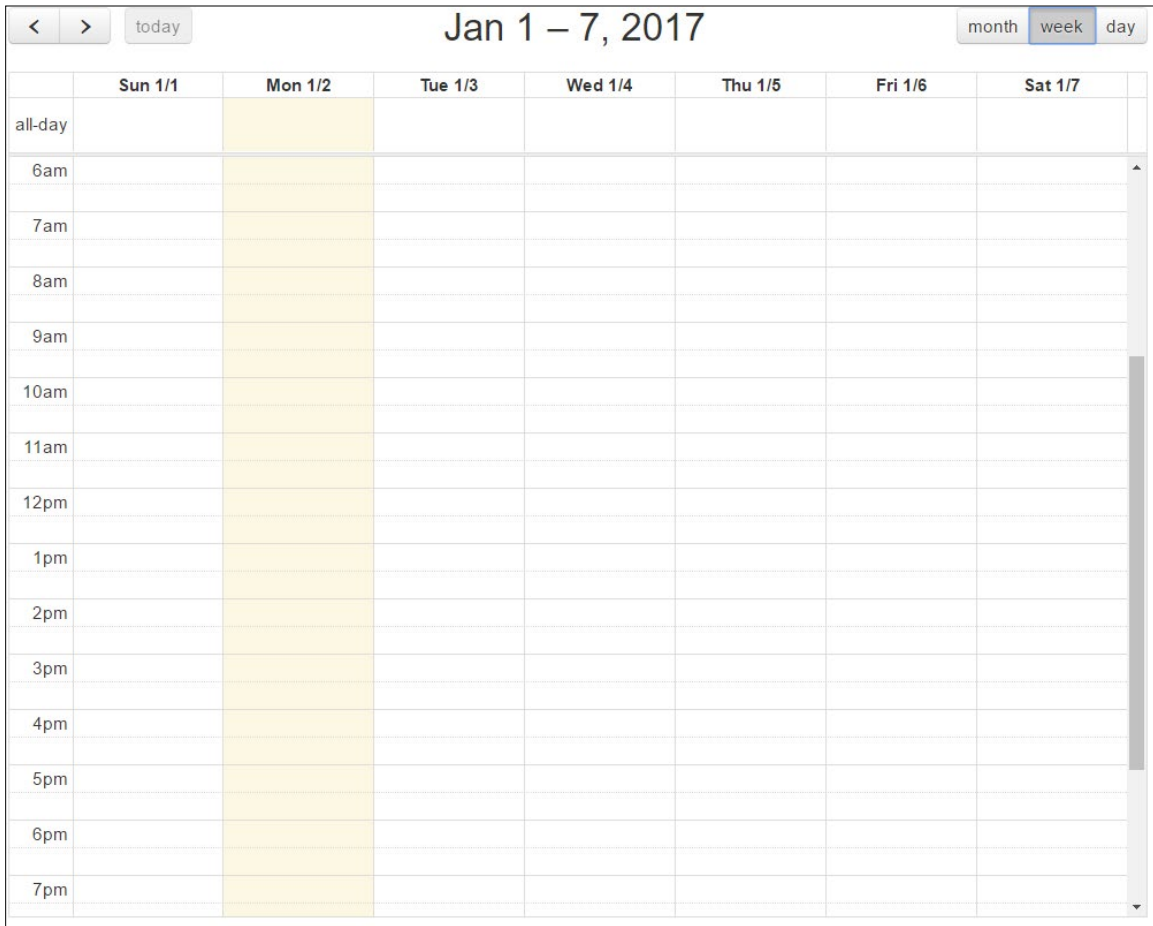 today Jan 1 – 7, 2017 month week day
Sun 1/1 Mon 1/2 Tue 1/3 Wed 1/4 Thu 1/5 Fri 1/6 Sat 1/7
all-day
6am
7am
8am
9am
10am
11am
12pm
1pm
2pm
3pm
4pm
5pm
6pm
7pm